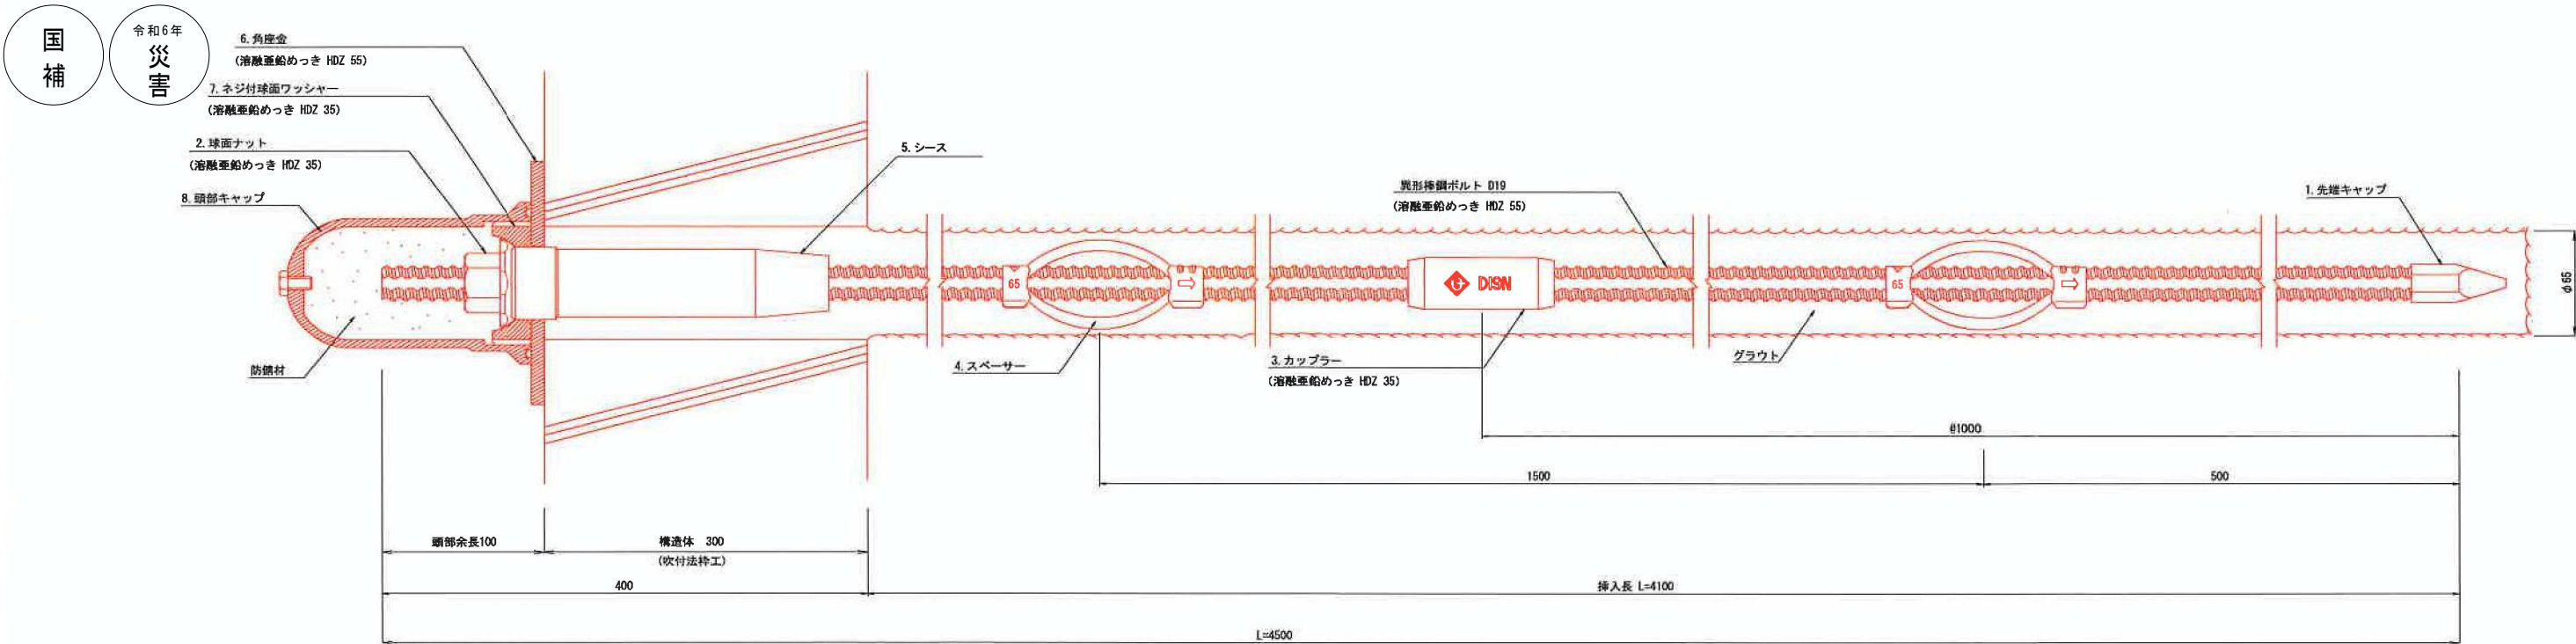 国
補
令和6年
災
害
6. 角座金
(溶融亜鉛めっき HDZ 55)
7. ネジ付球面ワッシャー
(溶融亜鉛めっき HDZ 35)
2. 球面ナット
(溶融亜鉛めっき HDZ 35)
8. 頭部キャップ
防錆材
5. シース
65
4. スペーサー
DSN
3. カップラー
(溶融亜鉛めっき HDZ 35)
異形棒鋼ボルト D19
(溶融亜鉛めっき HDZ 55)
グラウト
65
1. 先端キャップ
φ65
@1000
1500
500
頭部余長100
構造体 300
(吹付法枠工)
400
挿入長 L=4100
L=4500